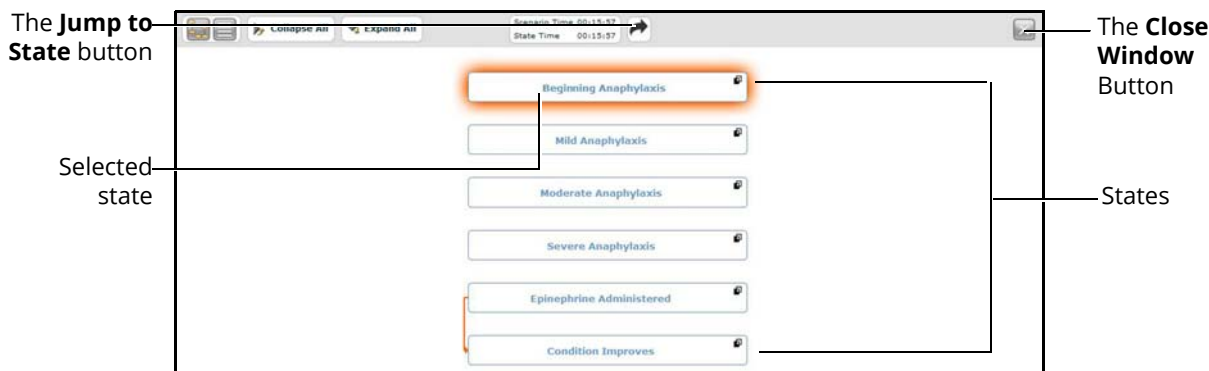 The Jump to
State button
Collapse All
Expand All
Scenario Time 00:15:57
State Time 00:15:57
The Close
Window
Button
Beginning Anaphylaxis
Mild Anaphylaxis
Selected
state
Moderate Anaphylaxis
States
Severe Anaphylaxis
Epinephrine Administered
Condition Improves